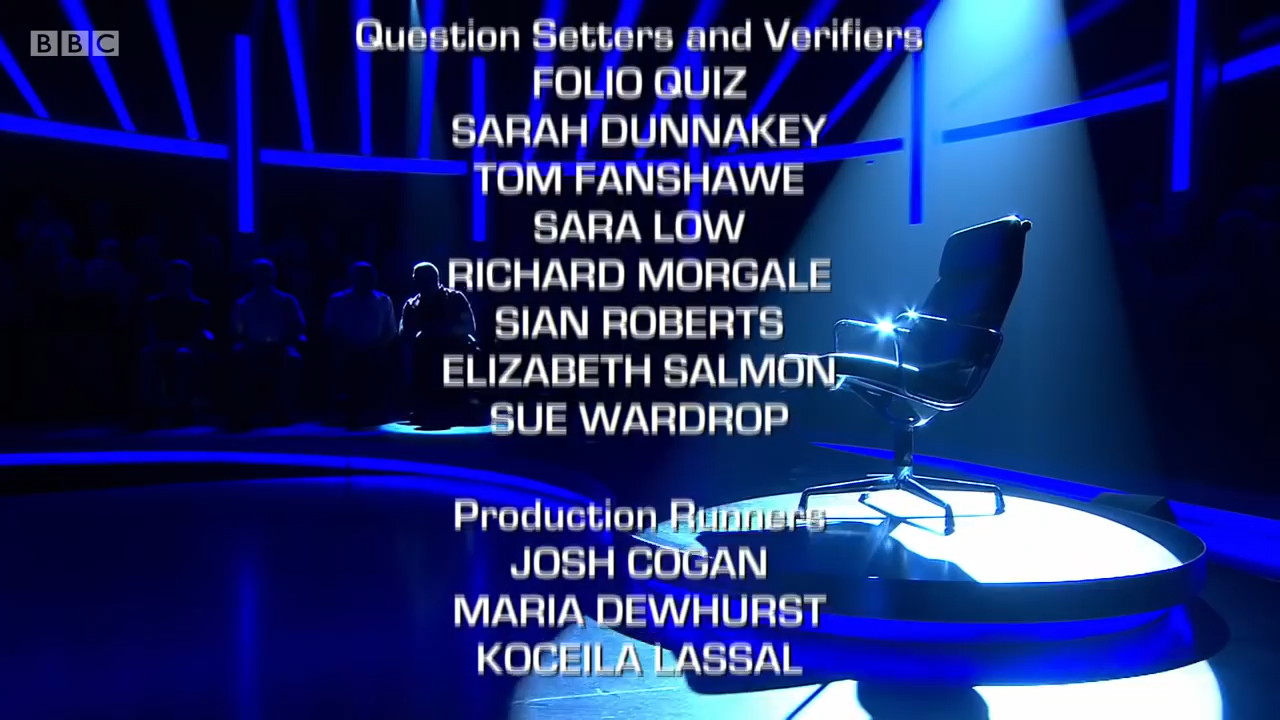 BBC
Question Setters and Verifiers
FOLIO QUIZ
SARAH DUNNAKEY
TOM FANSHAWE
SARA LOW
RICHARD MORGALE
SIAN ROBERTS
ELIZABETH SALMON
SUE WARDROP
Production Runners
JOSH COGAN
MARIA DEWHURST
KOCEILA LASSAL